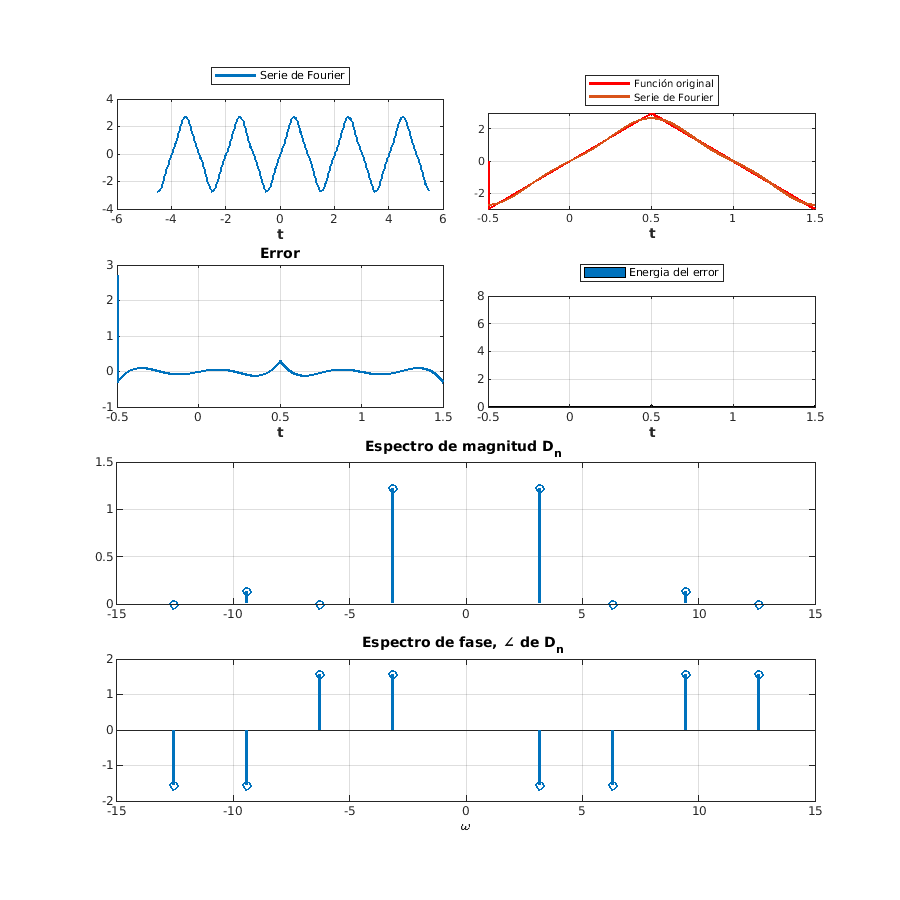 Serie de Fourier
4
2
0
-2
-4
-6 -4 -2 0 2 4 6
t
Función original
Serie de Fourier
2
0
-2
-0.5 0 0.5 1 1.5
t
Error
3
2
1
0
-1
-0.5 0 0.5 1 1.5
t
Energia del error
8
6
4
2
0
-0.5 0 0.5 1 1.5
t
Espectro de magnitud Dn
1.5
1
0.5
0
-15 -10 -5 0 5 10 15
Espectro de fase, ∠ de Dn
2
1
0
-1
-2
-15 -10 -5 0 5 10 15
ω